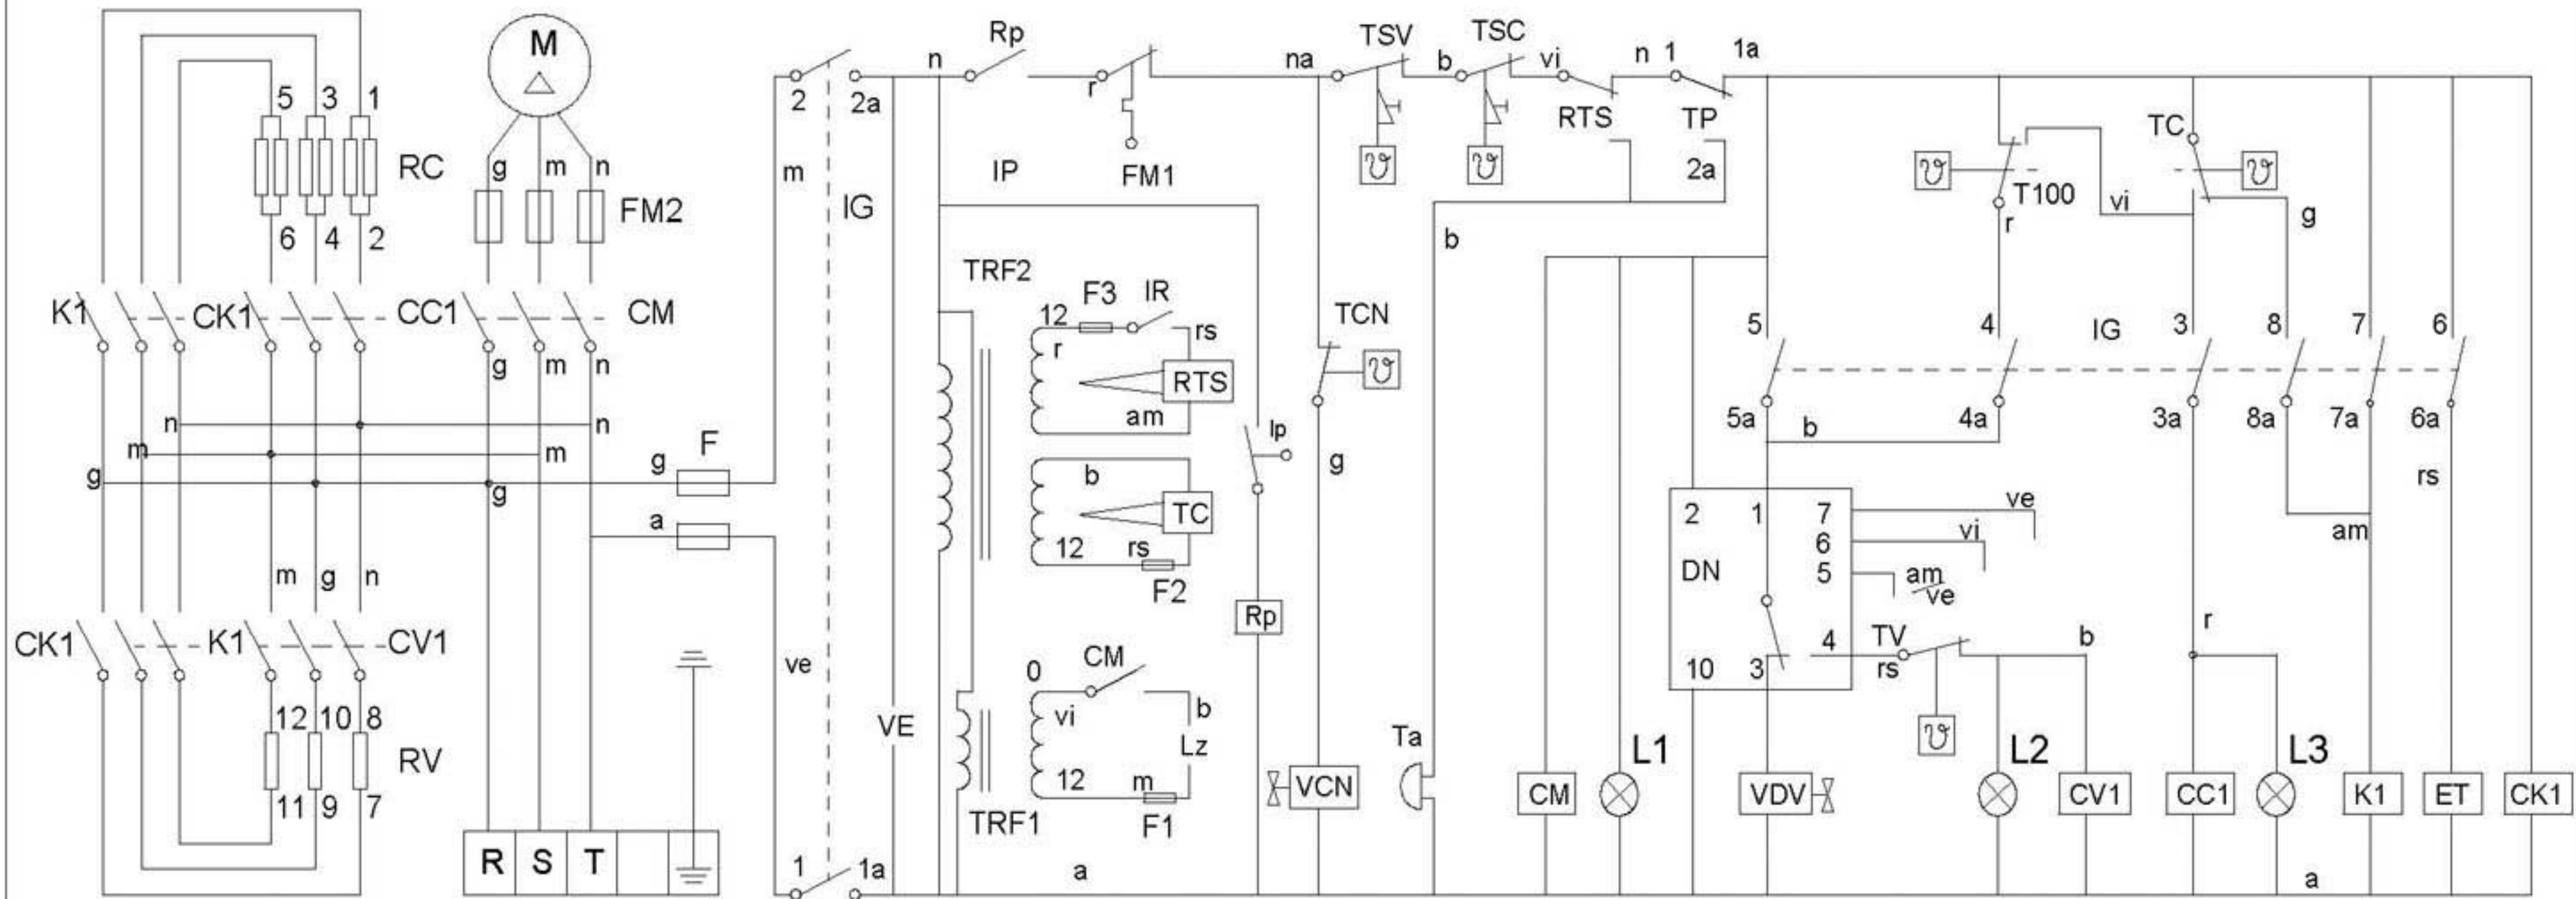 M
Rp
n
TSV
TSC
2
2a
r
na
b
vi
n
1
1a
5
3
1
RC
g
m
n
FM2
m
IG
IP
FM1
ϑ
ϑ
RTS
TP
2a
ϑ
T100
r
vi
TC
ϑ
g
6
4
2
b
TRF2
K1
CK1
CC1
CM
12
F3
IR
rs
r
RTS
am
TCN
ϑ
5
4
IG
3
8
7
6
g
m
n
5a
4a
3a
8a
7a
6a
b
n
n
m
m
g
g
g
F
a
b
TC
12
rs
F2
Ip
g
rs
am
2
1
7
ve
6
vi
DN
5
am
ve
m
g
n
Rp
CK1
K1
CV1
ve
0
CM
vi
b
Lz
12
m
F1
TRF1
10
3
4
TV
rs
b
r
ϑ
12
10
8
RV
11
9
7
VE
VCN
Ta
CM
L1
VDV
L2
CV1
CC1
L3
K1
ET
CK1
R
S
T
1
1a
a
a